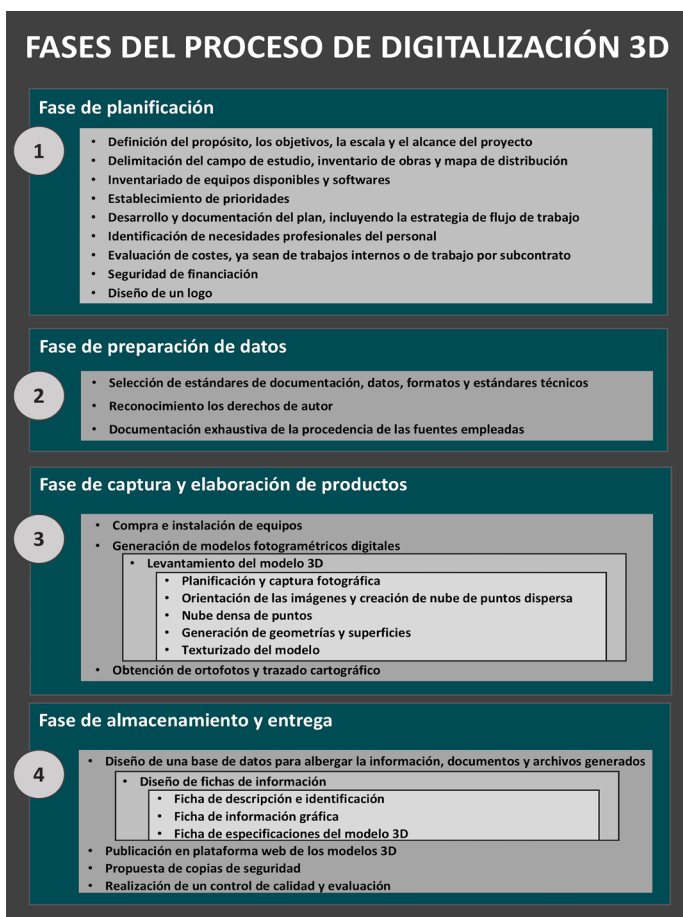 FASES DEL PROCESO DE DIGITALIZACIÓN 3D
Fase de planificación
1
• Definición del propósito, los objetivos, la escala y el alcance del proyecto
• Delimitación del campo de estudio, inventario de obras y mapa de distribución
• Inventariado de equipos disponibles y softwares
• Establecimiento de prioridades
• Desarrollo y documentación del plan, incluyendo la estrategia de flujo de trabajo
• Identificación de necesidades profesionales del personal
• Evaluación de costes, ya sean de trabajos internos o de trabajo por subcontrato
• Seguridad de financiación
• Diseño de un logo
Fase de preparación de datos
2
• Selección de estándares de documentación, datos, formatos y estándares técnicos
• Reconocimiento los derechos de autor
• Documentación exhaustiva de la procedencia de las fuentes empleadas
Fase de captura y elaboración de productos
3
• Compra e instalación de equipos
• Generación de modelos fotogramétricos digitales
• Levantamiento del modelo 3D
• Planificación y captura fotográfica
• Orientación de las imágenes y creación de nube de puntos dispersa
• Nube densa de puntos
• Generación de geometrías y superficies
• Texturizado del modelo
• Obtención de ortofotos y trazado cartográfico
Fase de almacenamiento y entrega
4
• Diseño de una base de datos para albergar la información, documentos y archivos generados
• Diseño de fichas de información
• Ficha de descripción e identificación
• Ficha de información gráfica
• Ficha de especificaciones del modelo 3D
• Publicación en plataforma web de los modelos 3D
• Propuesta de copias de seguridad
• Realización de un control de calidad y evaluación